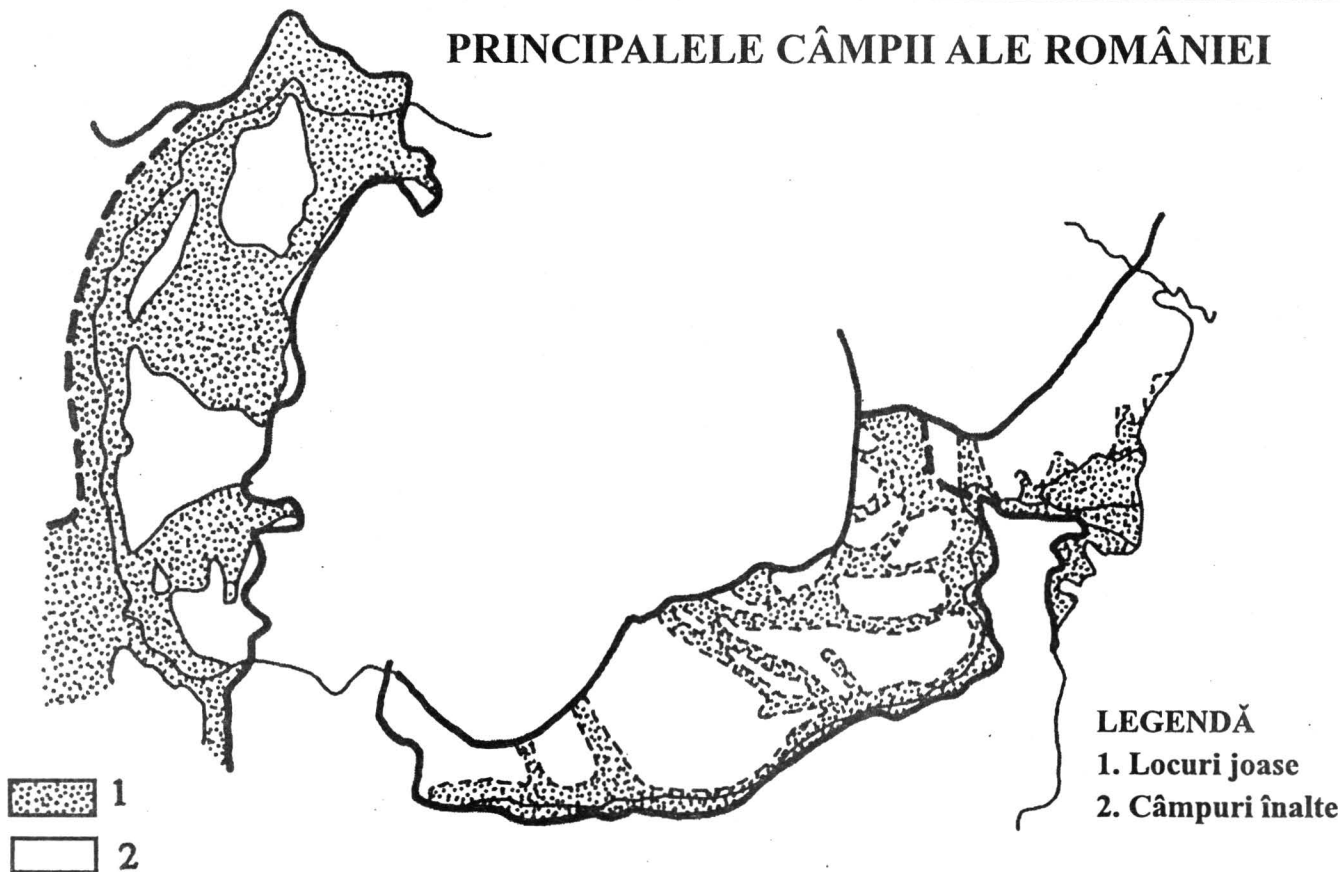 PRINCIPALELE CÂMPII ALE ROMÂNIEI
LEGENDĂ
1. Locuri joase
2. Câmpuri înalte
1
2